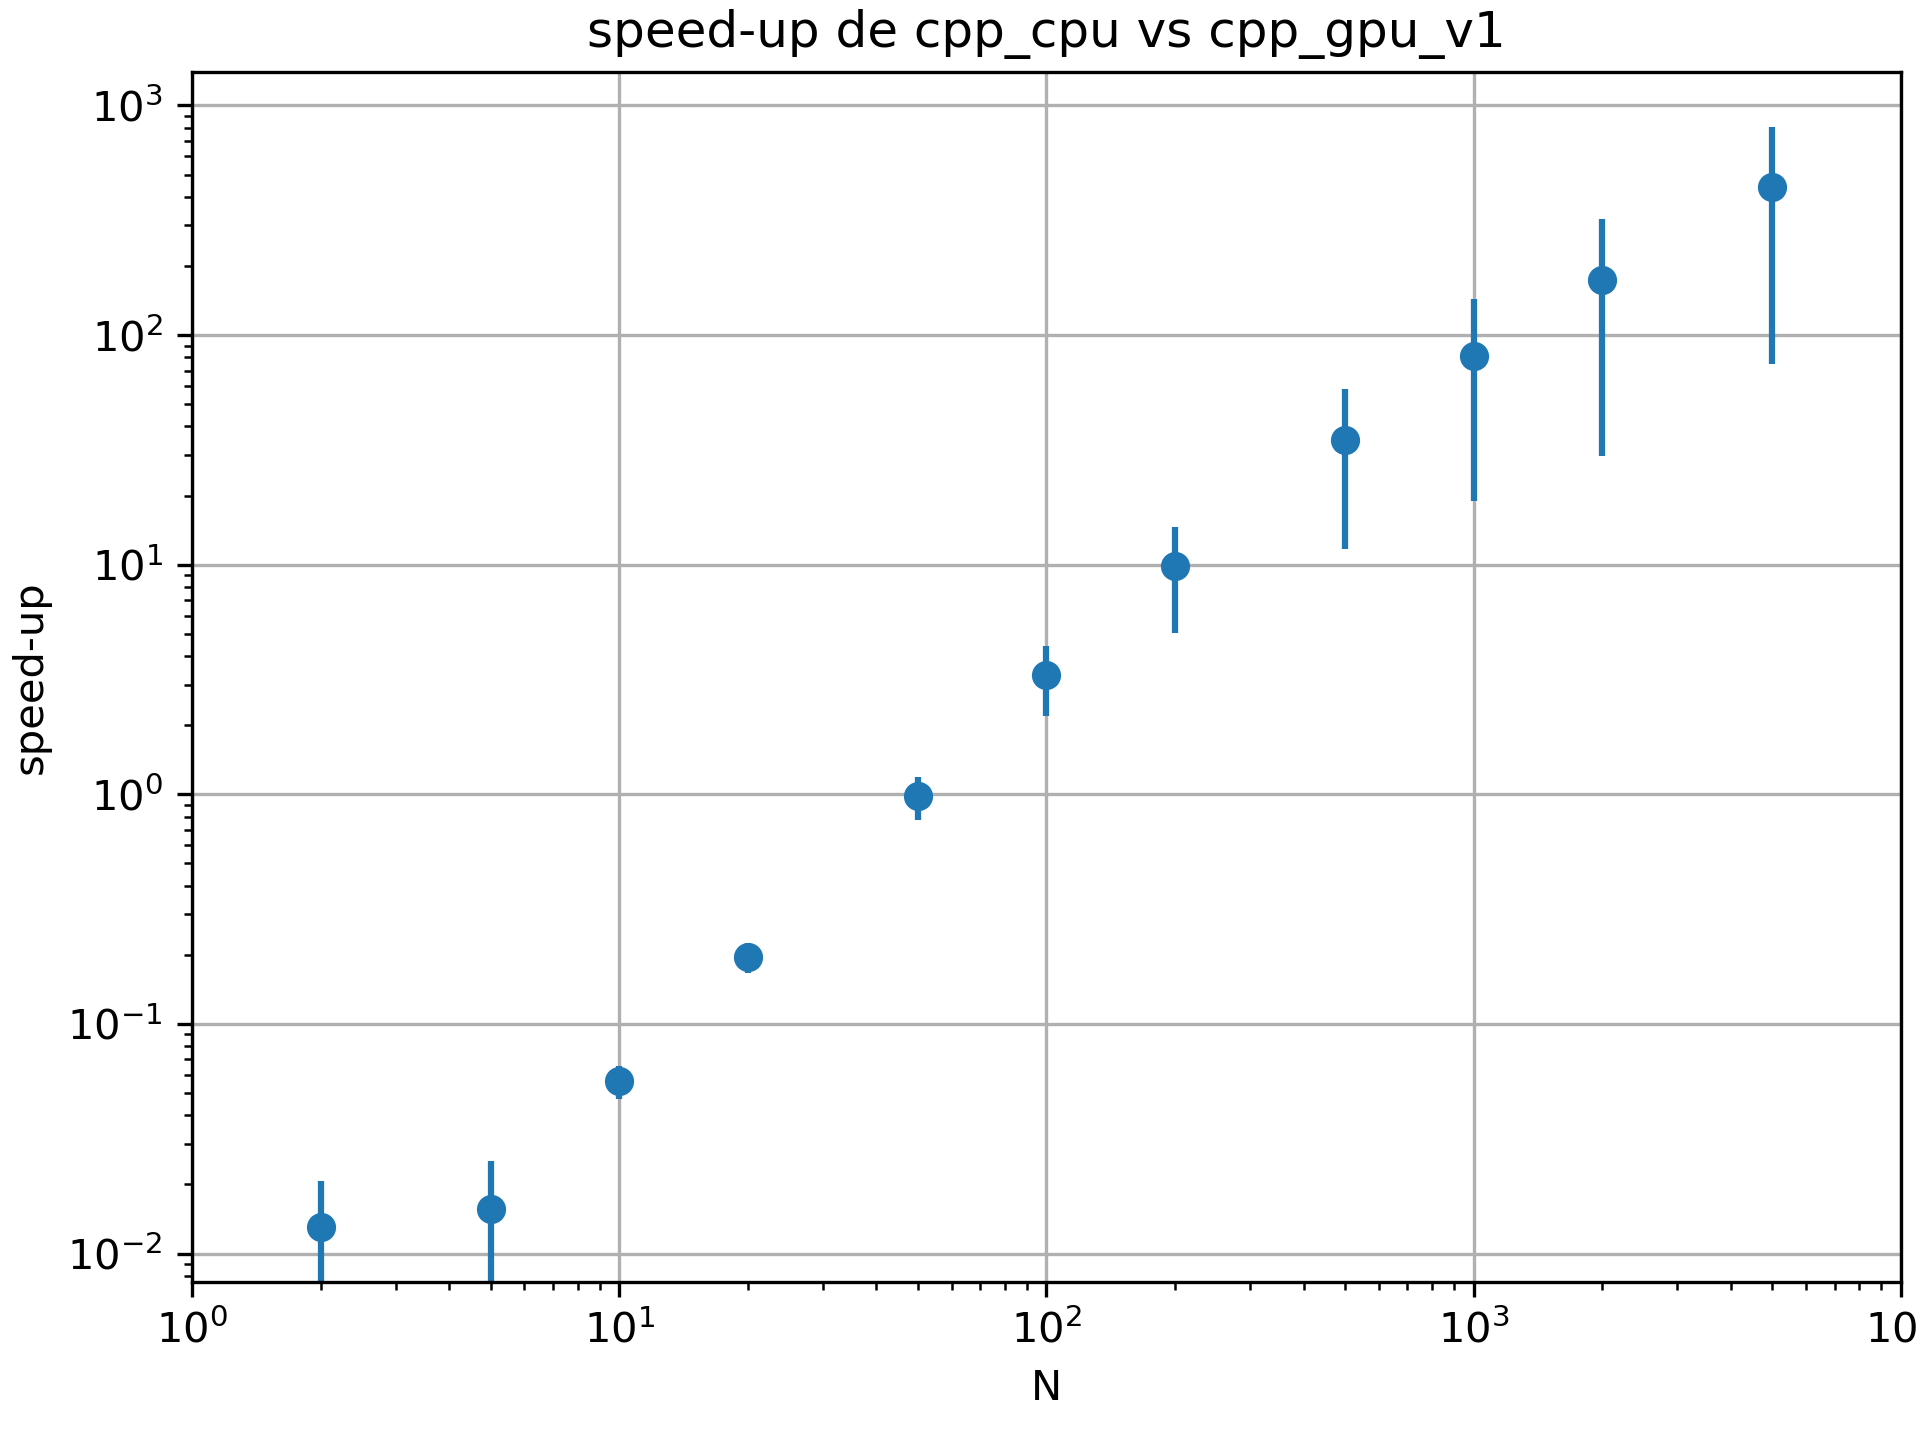 speed-up de cpp_cpu vs cpp_gpu_v1
10³
10²
10¹
10⁰
10⁻¹
10⁻²
speed-up
10⁰ 10¹ 10² 10³ 10
N